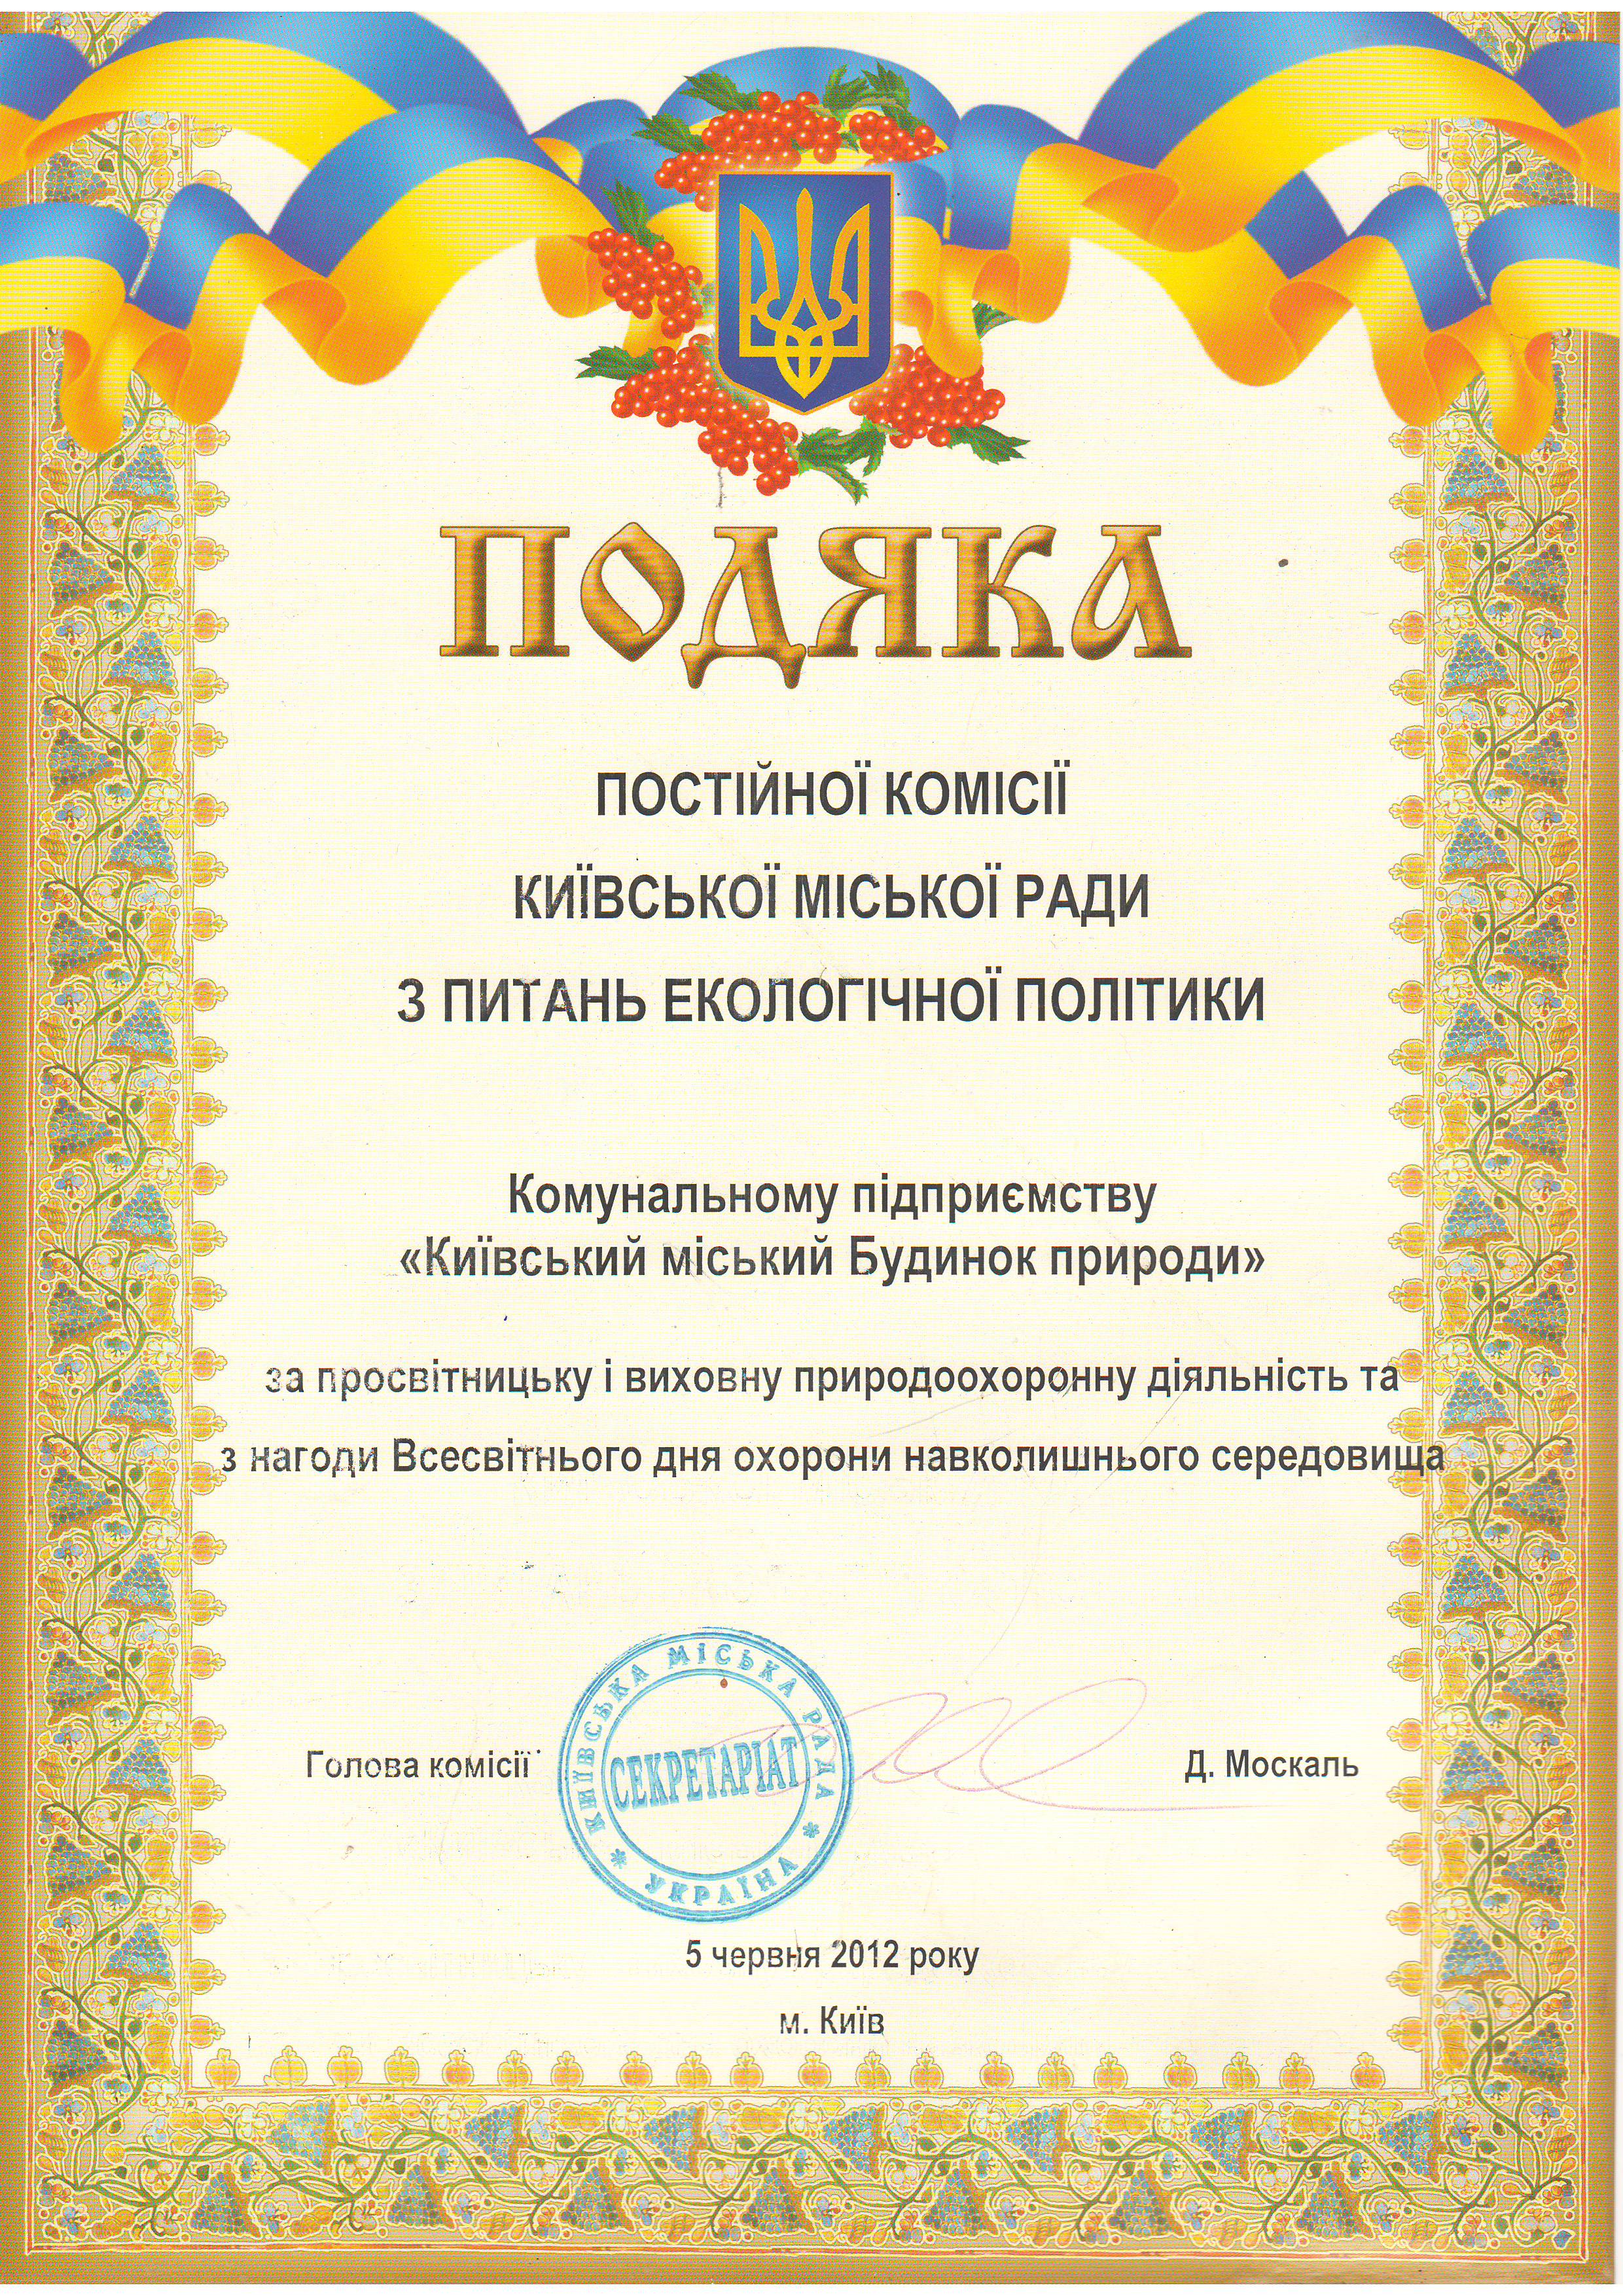 ПОДЯКА
ПОСТІЙНОЇ КОМІСІЇ
КИЇВСЬКОЇ МІСЬКОЇ РАДИ
З ПИТАНЬ ЕКОЛОГІЧНОЇ ПОЛІТИКИ
Комунальному підприємству
«Київський міський Будинок природи»
за просвітницьку і виховну природоохоронну діяльність та
з нагоди Всесвітнього дня охорони навколишнього середовища
КИЇВСЬКА МІСЬКА РАДА
СЕКРЕТАРІАТ
* УКРАЇНА *
Голова комісії
Д. Москаль
5 червня 2012 року
м. Київ